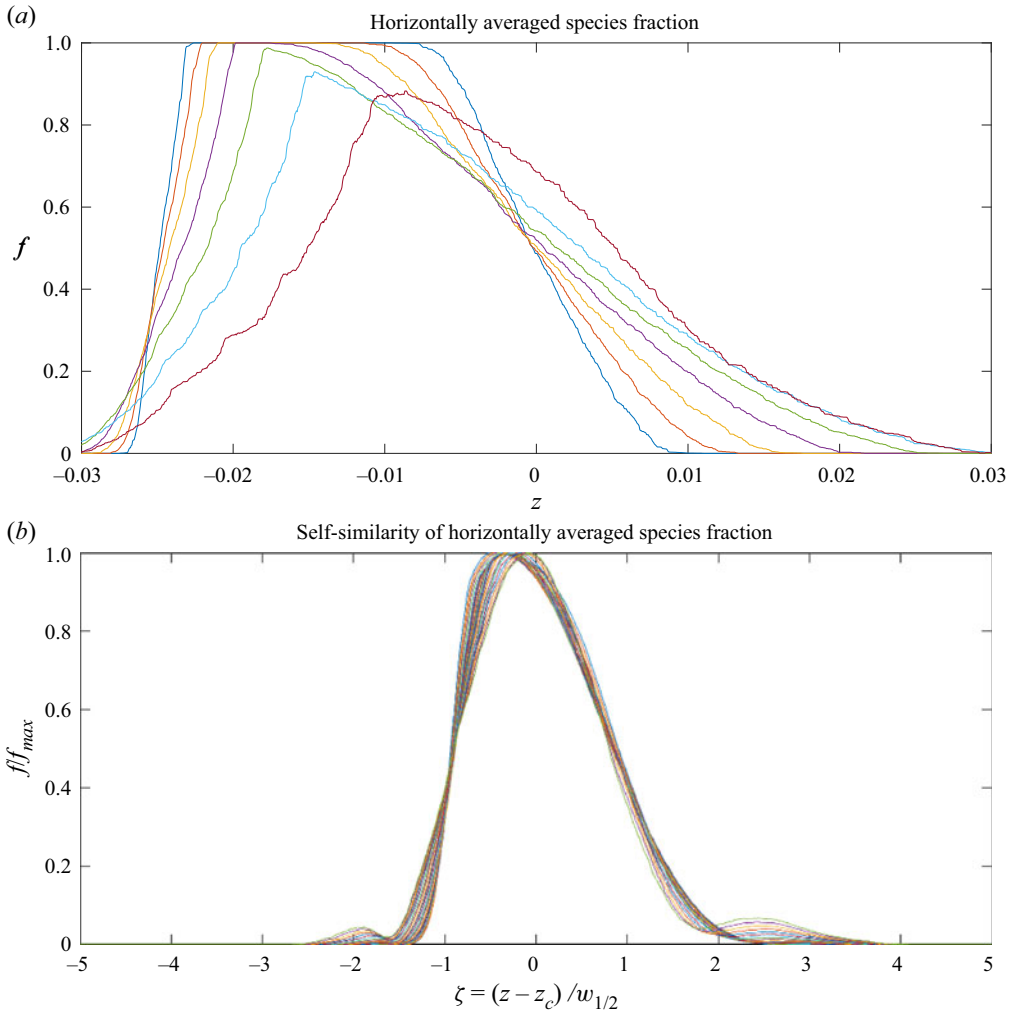 (a)
Horizontally averaged species fraction
1.0
0.8
0.6
f
0.4
0.2
0
–0.03 –0.02 –0.01 0 0.01 0.02 0.03
z
(b)
Self-similarity of horizontally averaged species fraction
1.0
0.8
0.6
f/f_max
0.4
0.2
0
–5 –4 –3 –2 –1 0 1 2 3 4 5
ζ = (z – z_c) /w_1/2